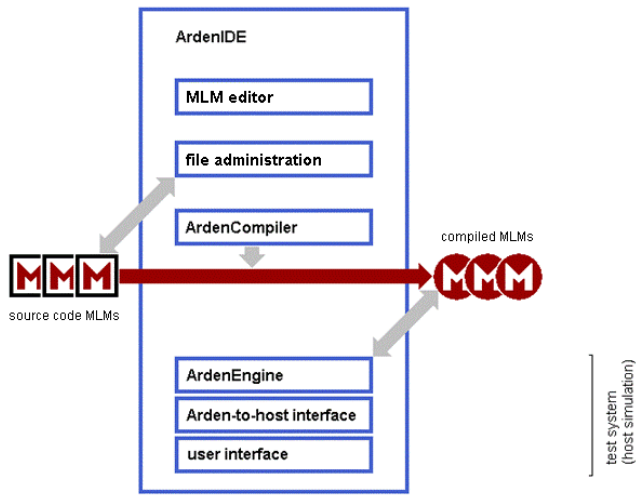 ArdenIDE
MLM editor
file administration
ArdenCompiler
compiled MLMs
M M M
M M M
source code MLMs
ArdenEngine
Arden-to-host interface
user interface
test system
(host simulation)